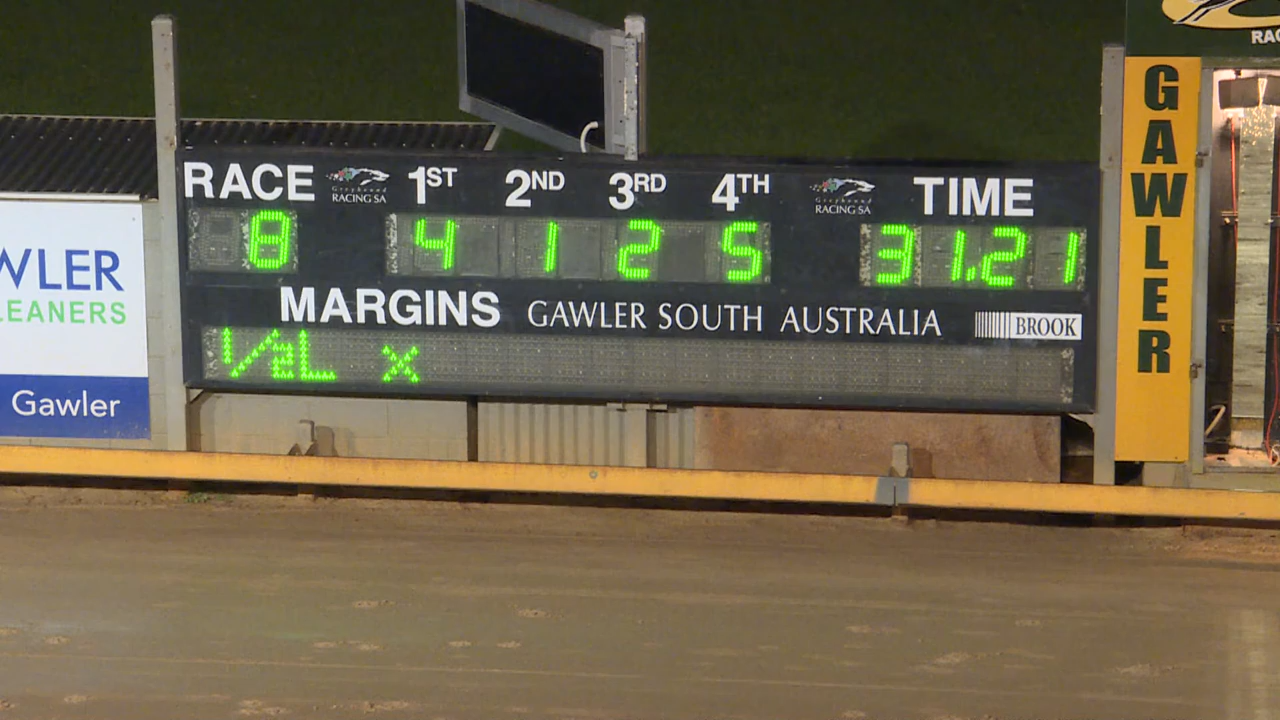 RAC
GAWLER
RACE Greyhound RACING SA 1ST 2ND 3RD 4TH Greyhound RACING SA TIME
8 4 1 2 5 31.21
MARGINS GAWLER SOUTH AUSTRALIA BROOK
1/2L x
WLER
LEANERS
Gawler